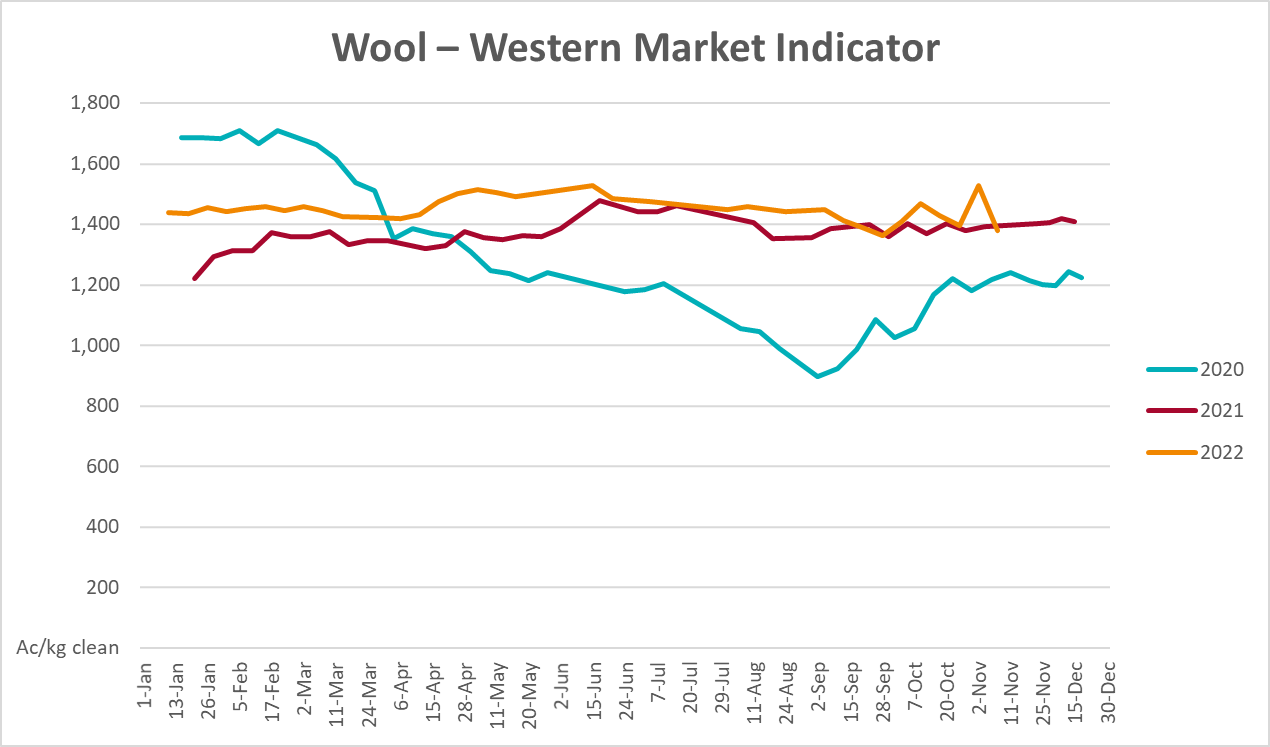 Wool – Western Market Indicator
1,800
1,600
1,400
1,200
1,000
800
600
400
200
Ac/kg clean
1-Jan
13-Jan
26-Jan
5-Feb
17-Feb
2-Mar
11-Mar
24-Mar
6-Apr
15-Apr
28-Apr
11-May
20-May
2-Jun
15-Jun
24-Jun
7-Jul
20-Jul
29-Jul
11-Aug
24-Aug
2-Sep
15-Sep
28-Sep
7-Oct
20-Oct
2-Nov
11-Nov
25-Nov
15-Dec
30-Dec
2020
2021
2022